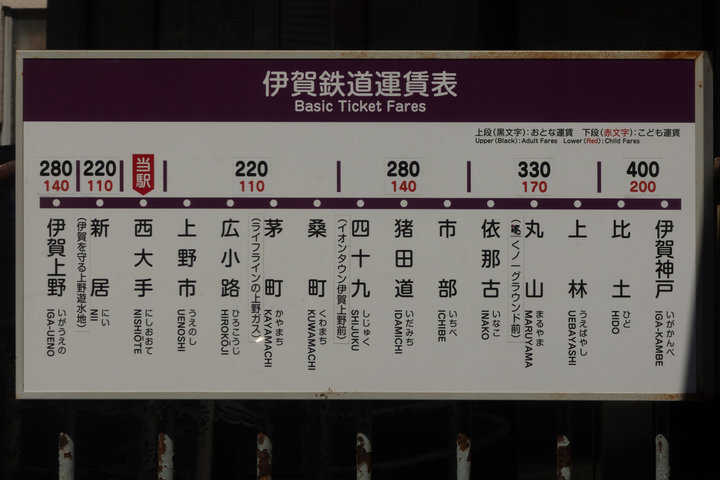 伊賀鉄道運賃表
Basic Ticket Fares
上段(黒文字):おとな運賃 下段(赤文字):こども運賃
Upper (Black): Adult Fares Lower (Red): Child Fares
280 220 当駅 220 280 330 400
140 110 110 140 170 200
伊賀上野 いがうえの IGA-UENO
(伊賀を守る上野遊水地)
新居 にい NII
西大手 にしおおて NISHIŌTE
上野市 うえのし UENOSHI
広小路 ひろこうじ HIROKŌJI
(ライフラインの上野ガス)
茅町 かやまち KAYAMACHI
桑町 くわまち KUWAMACHI
(イオンタウン伊賀上野前)
四十九 しじゅく SHIJUKU
猪田道 いだみち IDAMICHI
市部 いちべ ICHIBE
依那古 いなこ INAKO
くノ一グラウンド前)
丸山 まるやま MARUYAMA
上林 うえばやし UEBAYASHI
比土 ひど HIDO
伊賀神戸 いがかんべ IGA-KAMBE